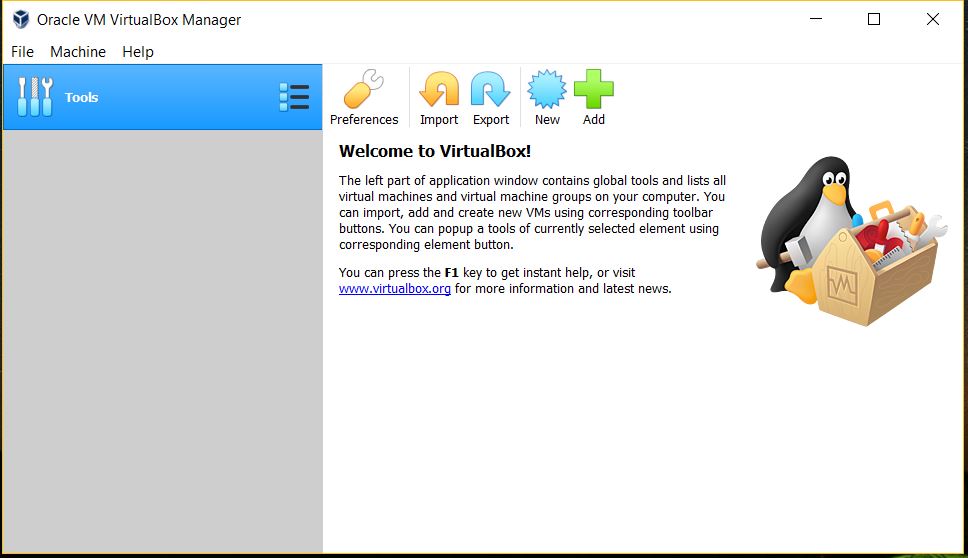 Oracle VM VirtualBox Manager
File Machine Help
Tools
Preferences Import Export New Add
Welcome to VirtualBox!
The left part of application window contains global tools and lists all
virtual machines and virtual machine groups on your computer. You
can import, add and create new VMs using corresponding toolbar
buttons. You can popup a tools of currently selected element using
corresponding element button.
You can press the F1 key to get instant help, or visit
www.virtualbox.org for more information and latest news.